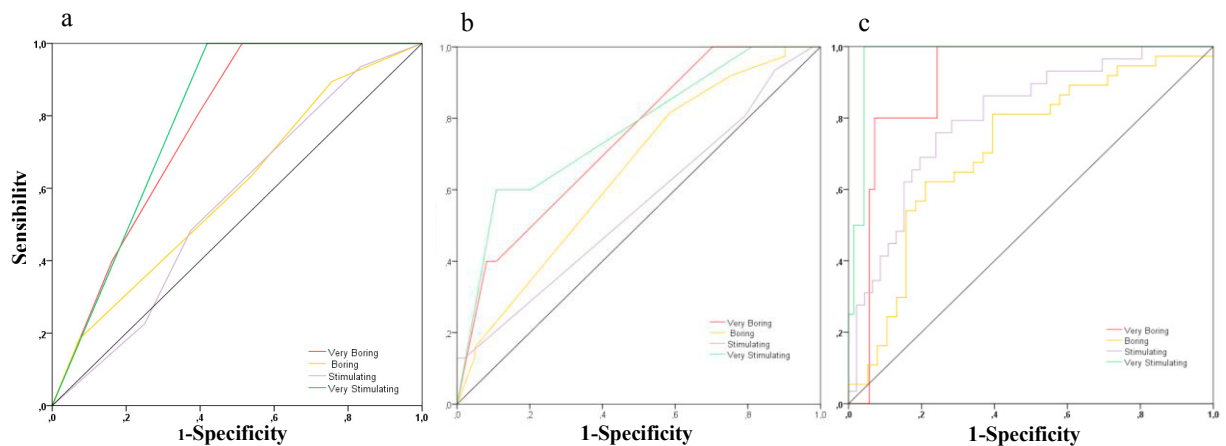 a
1,0
,8
,6
,4
,2
,0
Sensibility
,0
,2
,4
,6
,8
1,0
1-Specificity
Very Boring
Boring
Stimulating
Very Stimulating
b
1,0
,8
,6
,4
,2
,0
,0
,2
,4
,6
,8
1,0
1-Specificity
Very Boring
Boring
Stimulating
Very Stimulating
c
1,0
,8
,6
,4
,2
,0
,0
,2
,4
,6
,8
1,0
1-Specificity
Very Boring
Boring
Stimulating
Very Stimulating